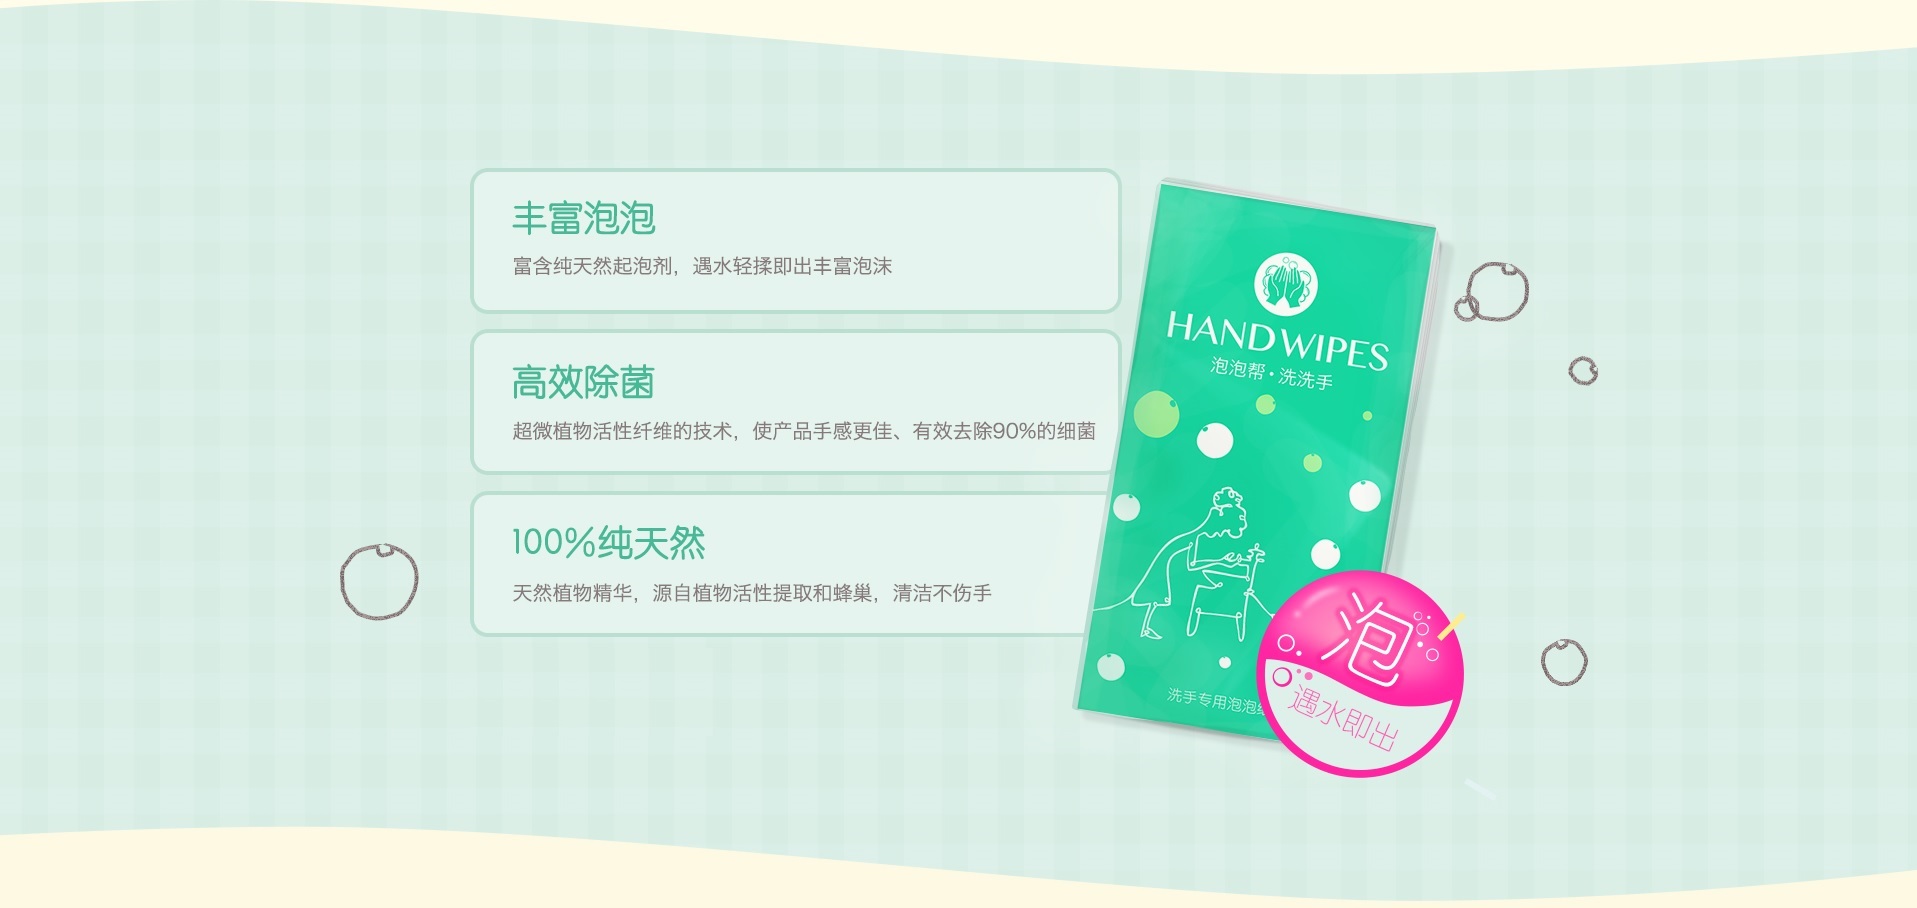 丰富泡泡
富含纯天然起泡剂，遇水轻揉即出丰富泡沫
高效除菌
超微植物活性纤维的技术，使产品手感更佳、有效去除90%的细菌
100%纯天然
天然植物精华，源自植物活性提取和蜂巢，清洁不伤手
HAND WIPES
泡泡帮·洗洗手
洗手专用泡泡
泡
遇水即出